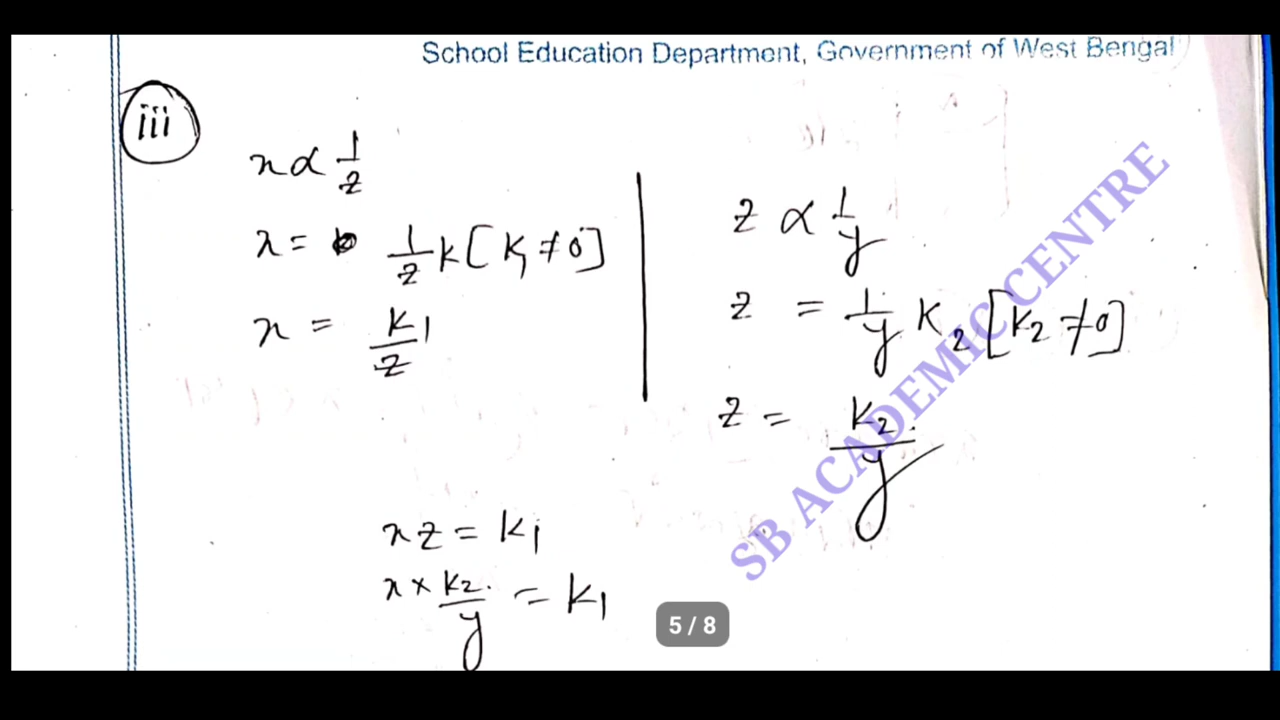 School Education Department, Government of West Bengal
iii
x ∝ 1/z
x = 1/z k [K₁ ≠ 0]
x = K₁/z
z ∝ 1/y
z = 1/y K₂ [K₂ ≠ 0]
z = K₂/y
xz = K₁
x × K₂/y = K₁
SB ACADEMIC CENTRE
5 / 8